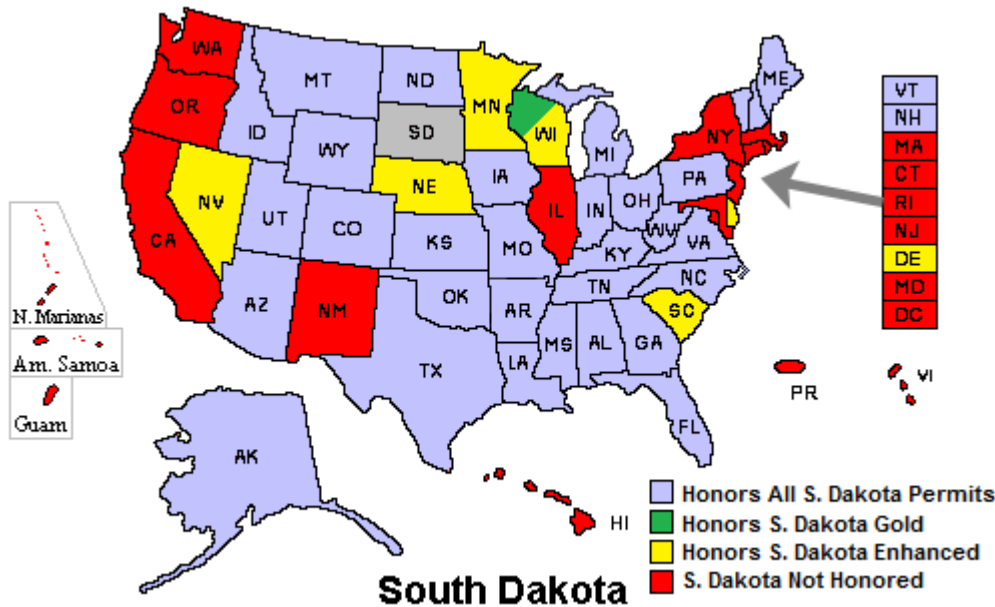 WA
MT
ND
MN
ME
VT
OR
ID
SD
WI
NY
NH
WY
MI
MA
NV
NE
IA
PA
CT
UT
CO
IL
IN
OH
RI
CA
KS
MO
WV
VA
NJ
KY
DE
AZ
NM
OK
AR
TN
NC
MD
SC
DC
N. Marianas
TX
LA
MS
AL
GA
Am. Samoa
PR
VI
Guam
FL
AK
HI
Honors All S. Dakota Permits
Honors S. Dakota Gold
Honors S. Dakota Enhanced
S. Dakota Not Honored
South Dakota